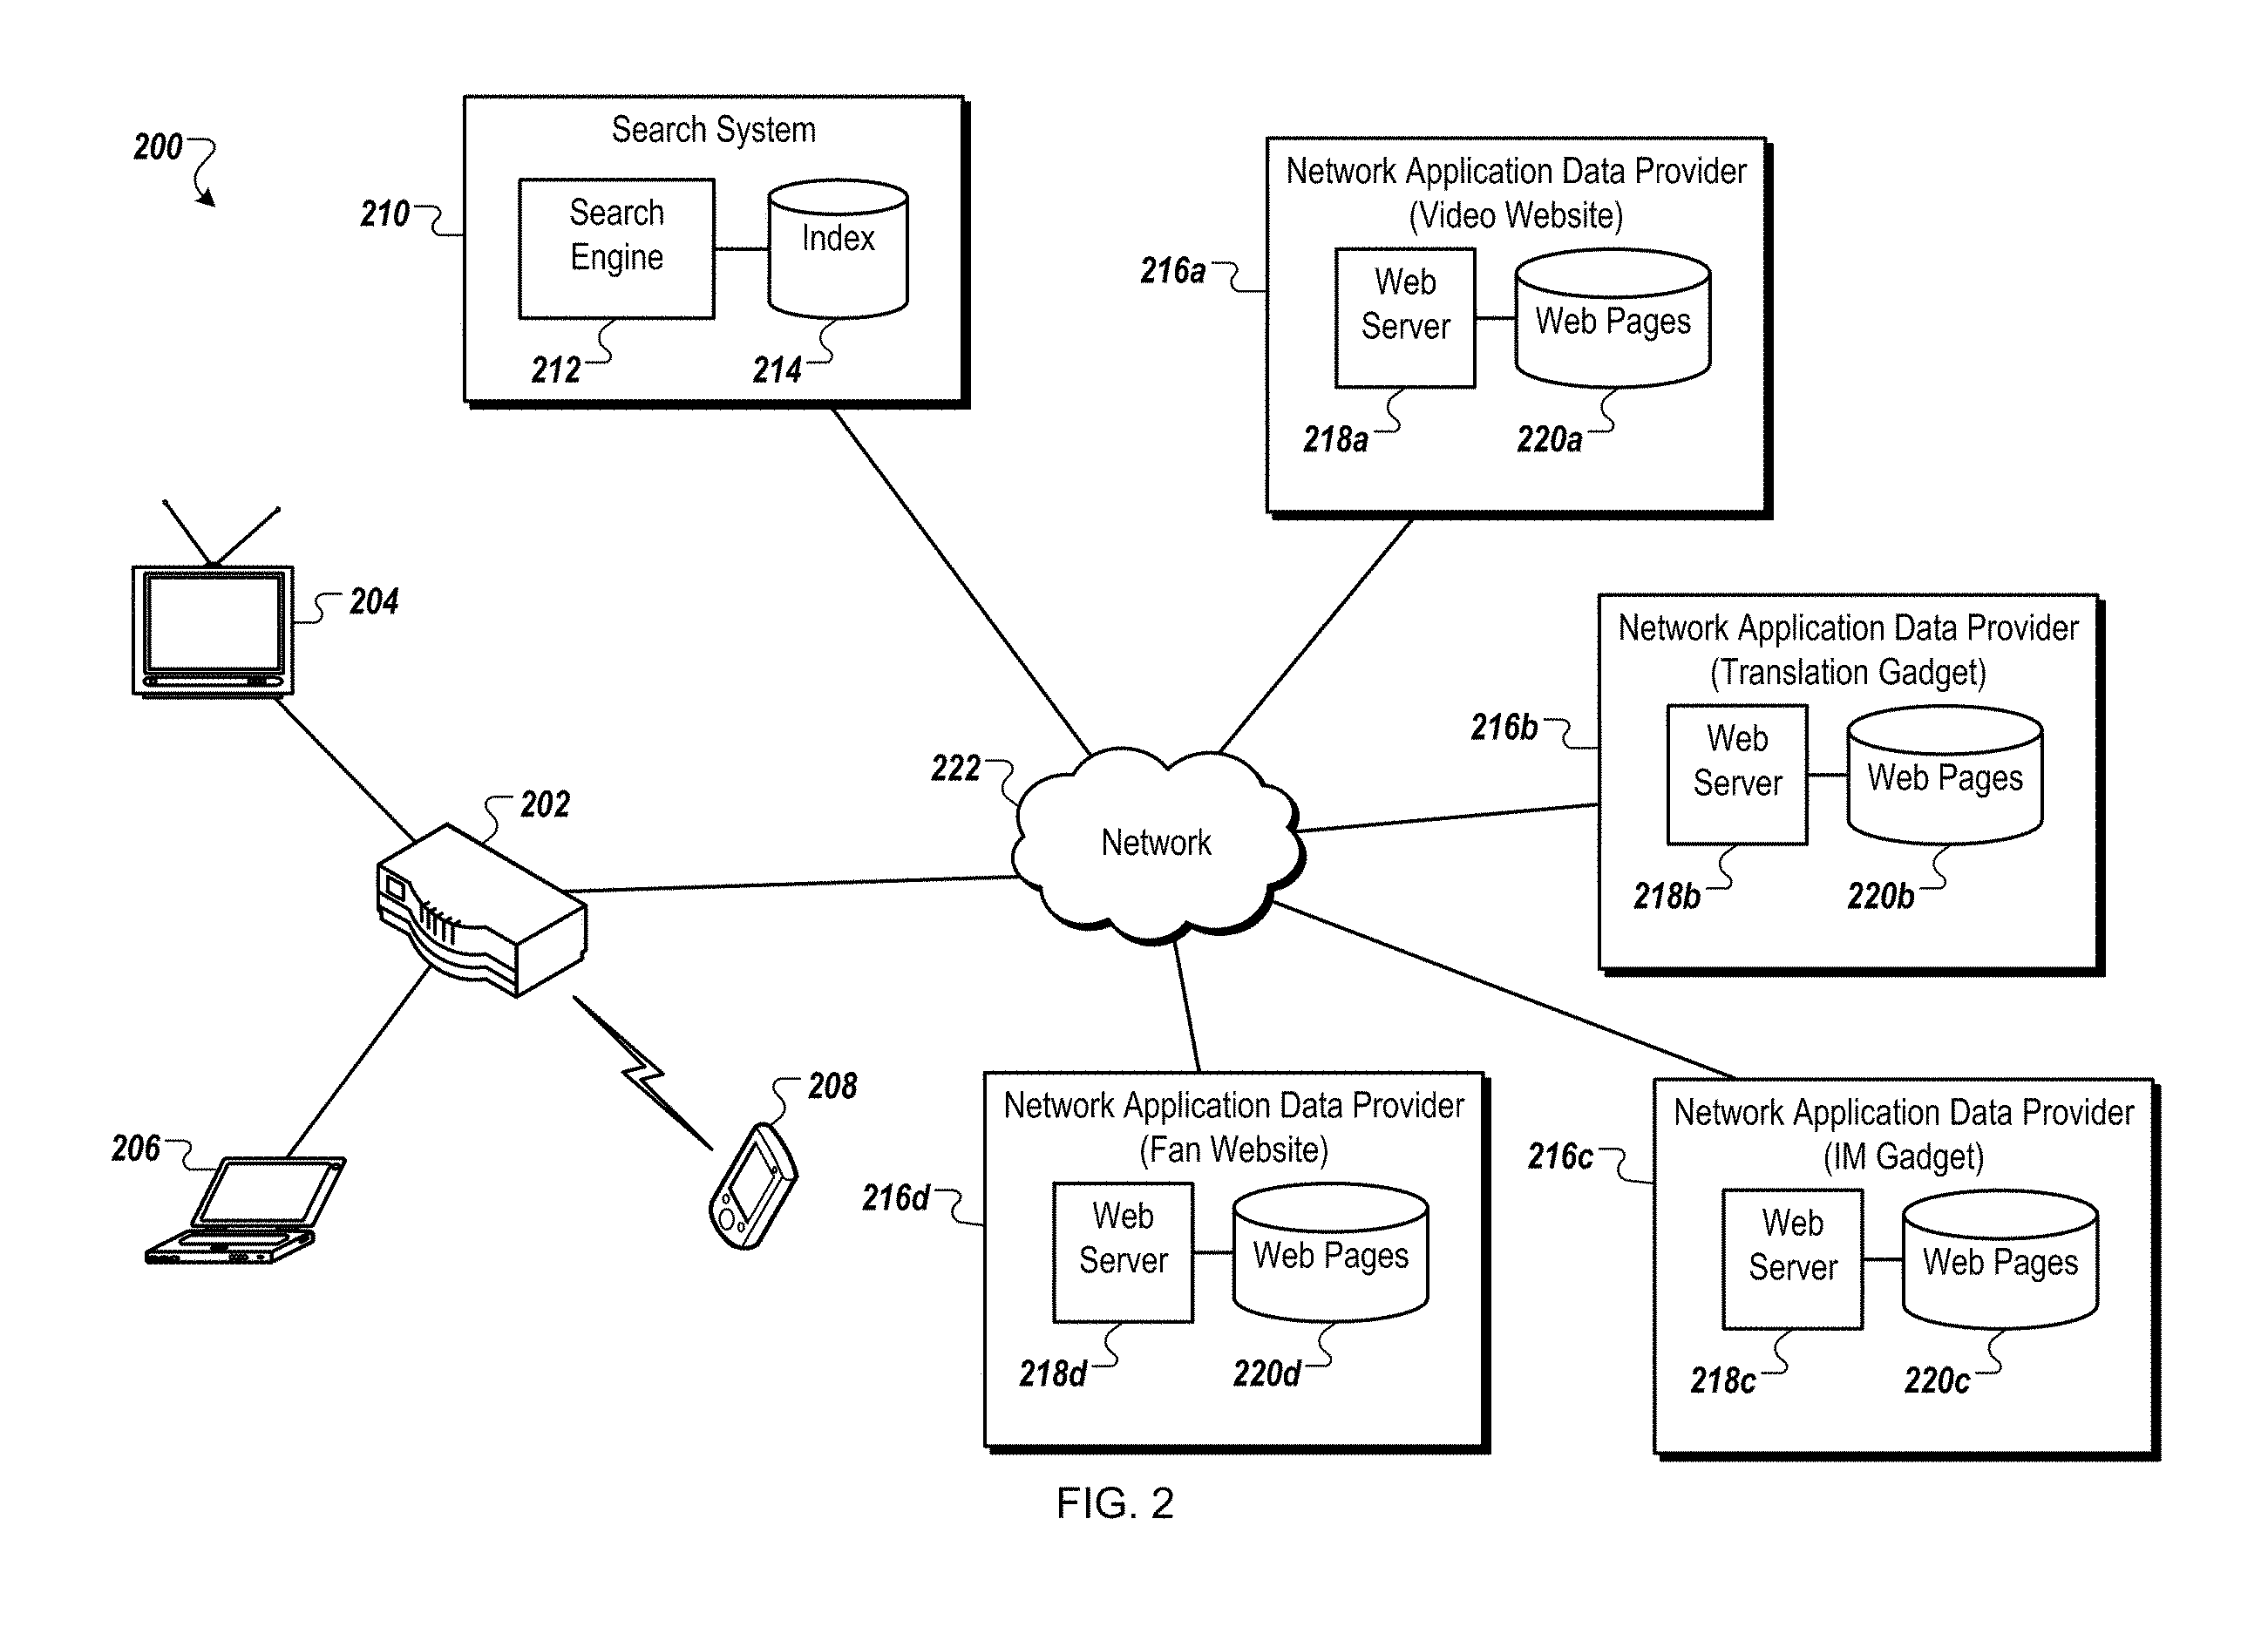 200
Search System
210
Search
Engine
Index
212
214
Network Application Data Provider
(Video Website)
216a
Web
Server
Web Pages
218a
220a
204
Network Application Data Provider
(Translation Gadget)
216b
Web
Server
Web Pages
218b
220b
202
222
Network
206
208
Network Application Data Provider
(Fan Website)
216d
Web
Server
Web Pages
218d
220d
Network Application Data Provider
(IM Gadget)
216c
Web
Server
Web Pages
218c
220c
FIG. 2